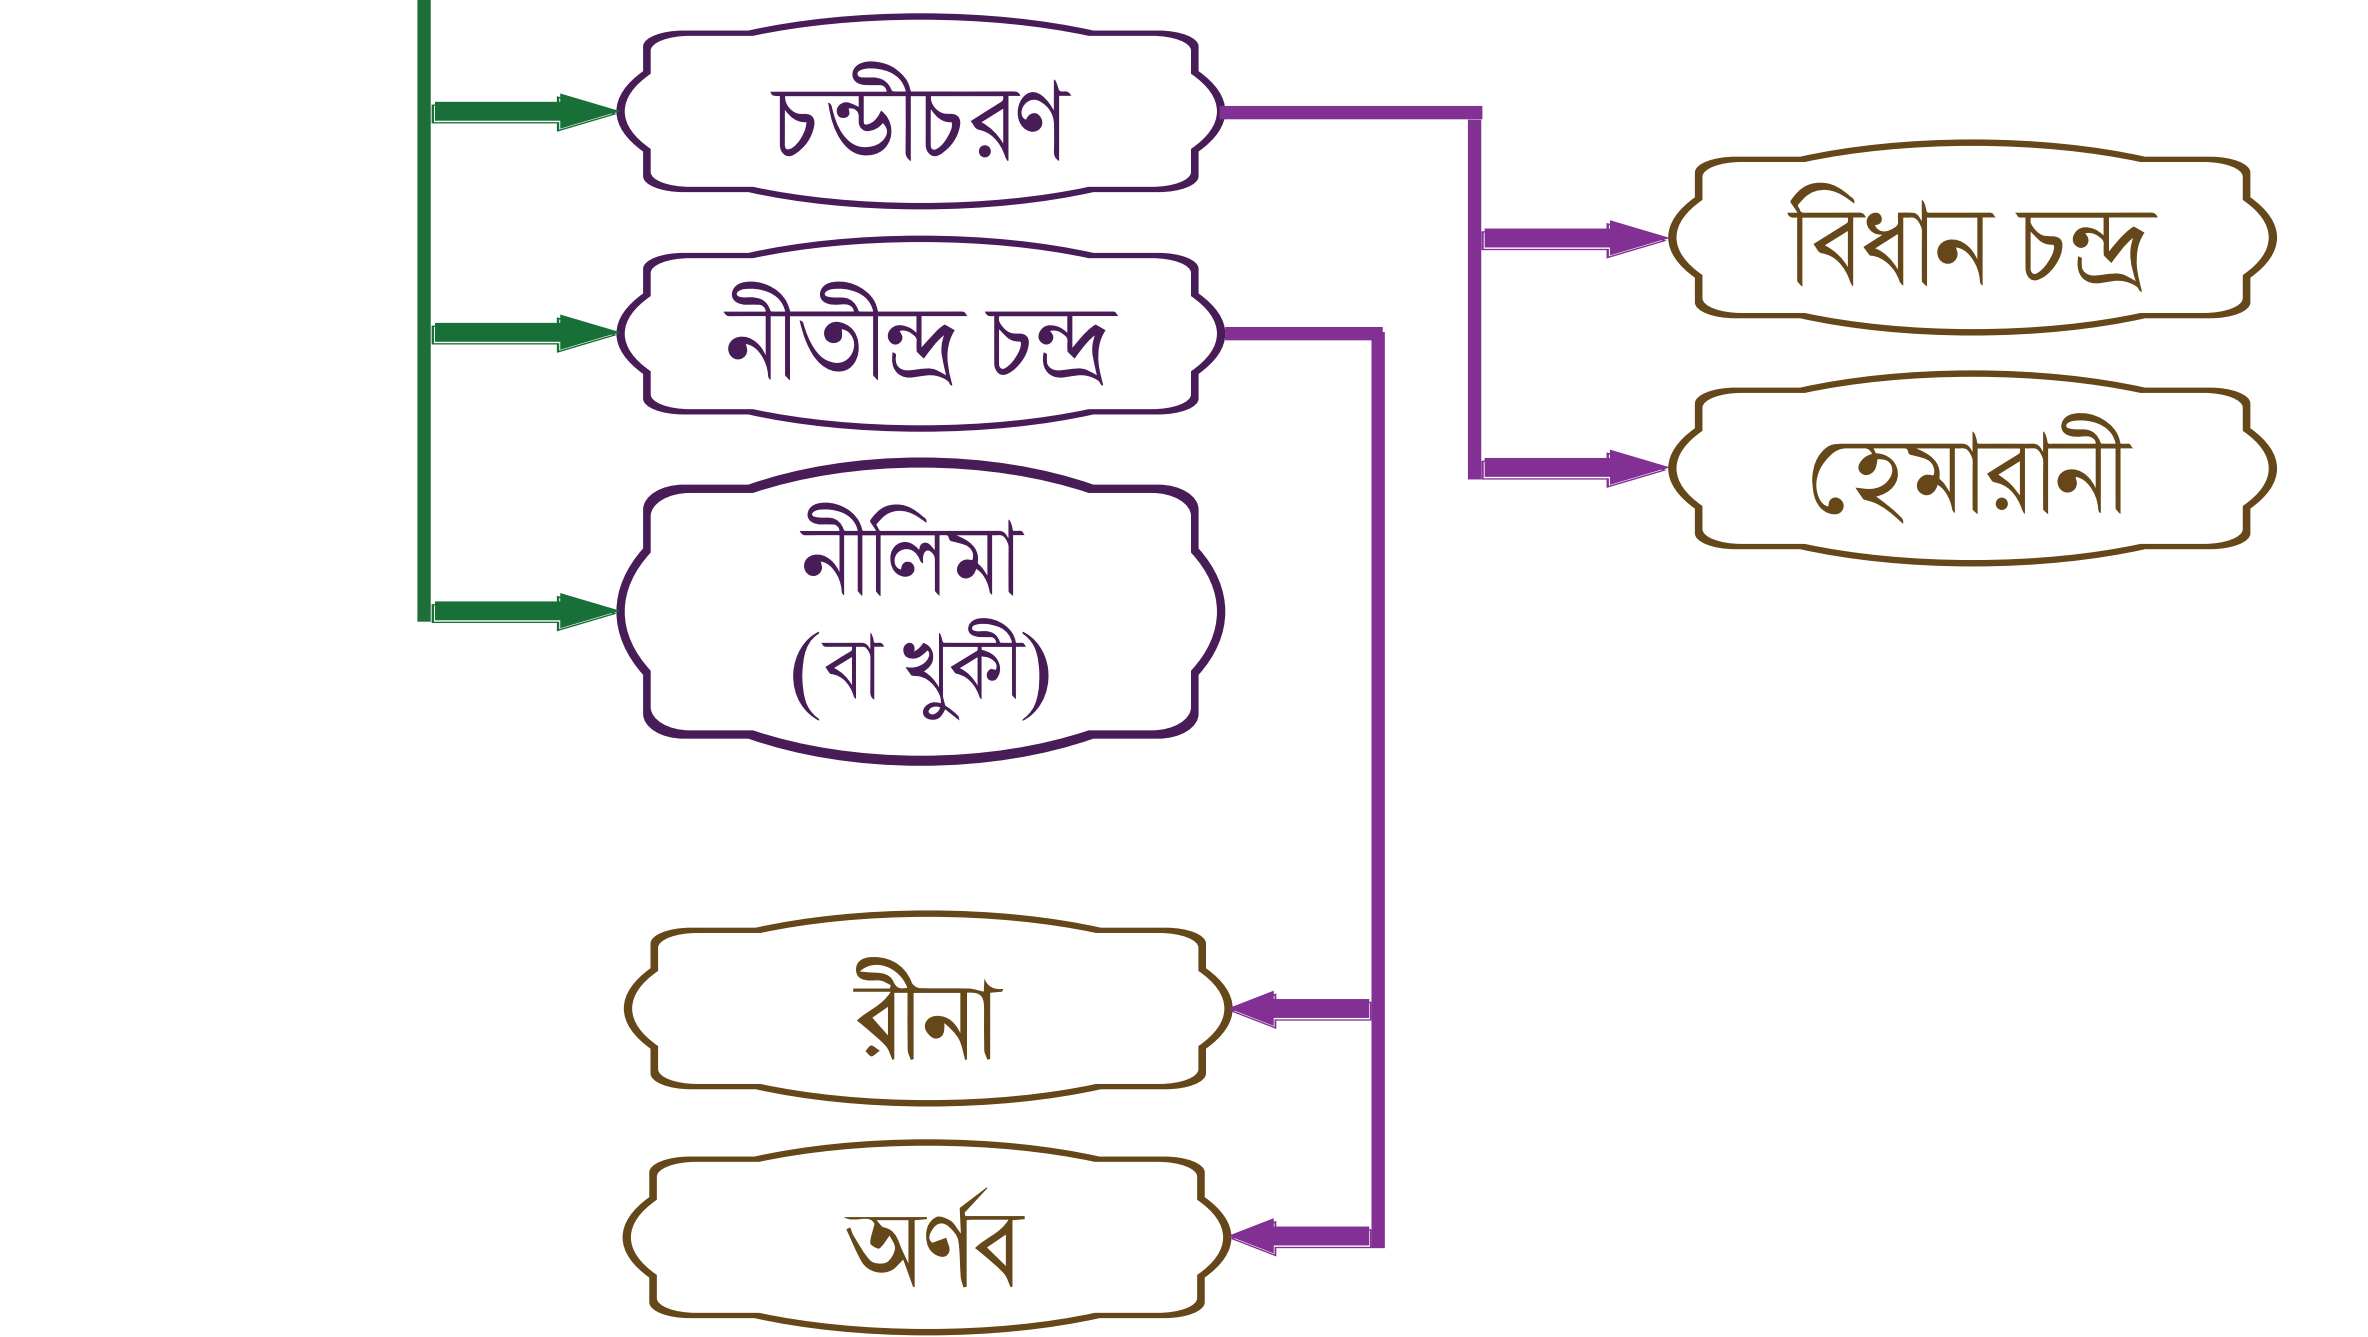 চন্ডীচরণ
নীতীন্দ্র চন্দ্র
নীলিমা
(বা খুকী)
বিধান চন্দ্র
হেমারানী
রীনা
অর্ণব